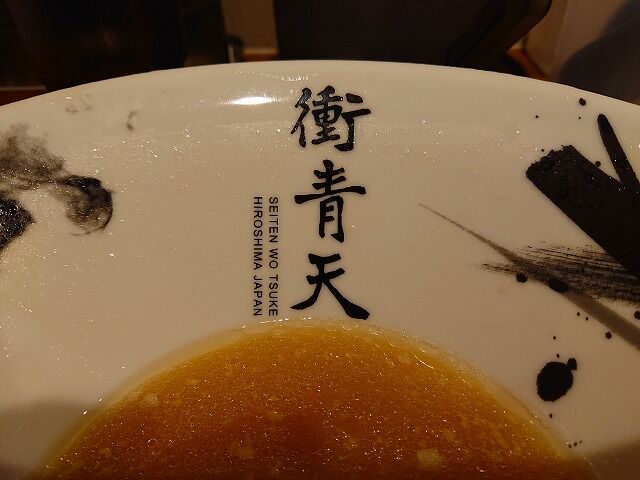 衝青天
SEITEN WO TSUKE
HIROSHIMA JAPAN